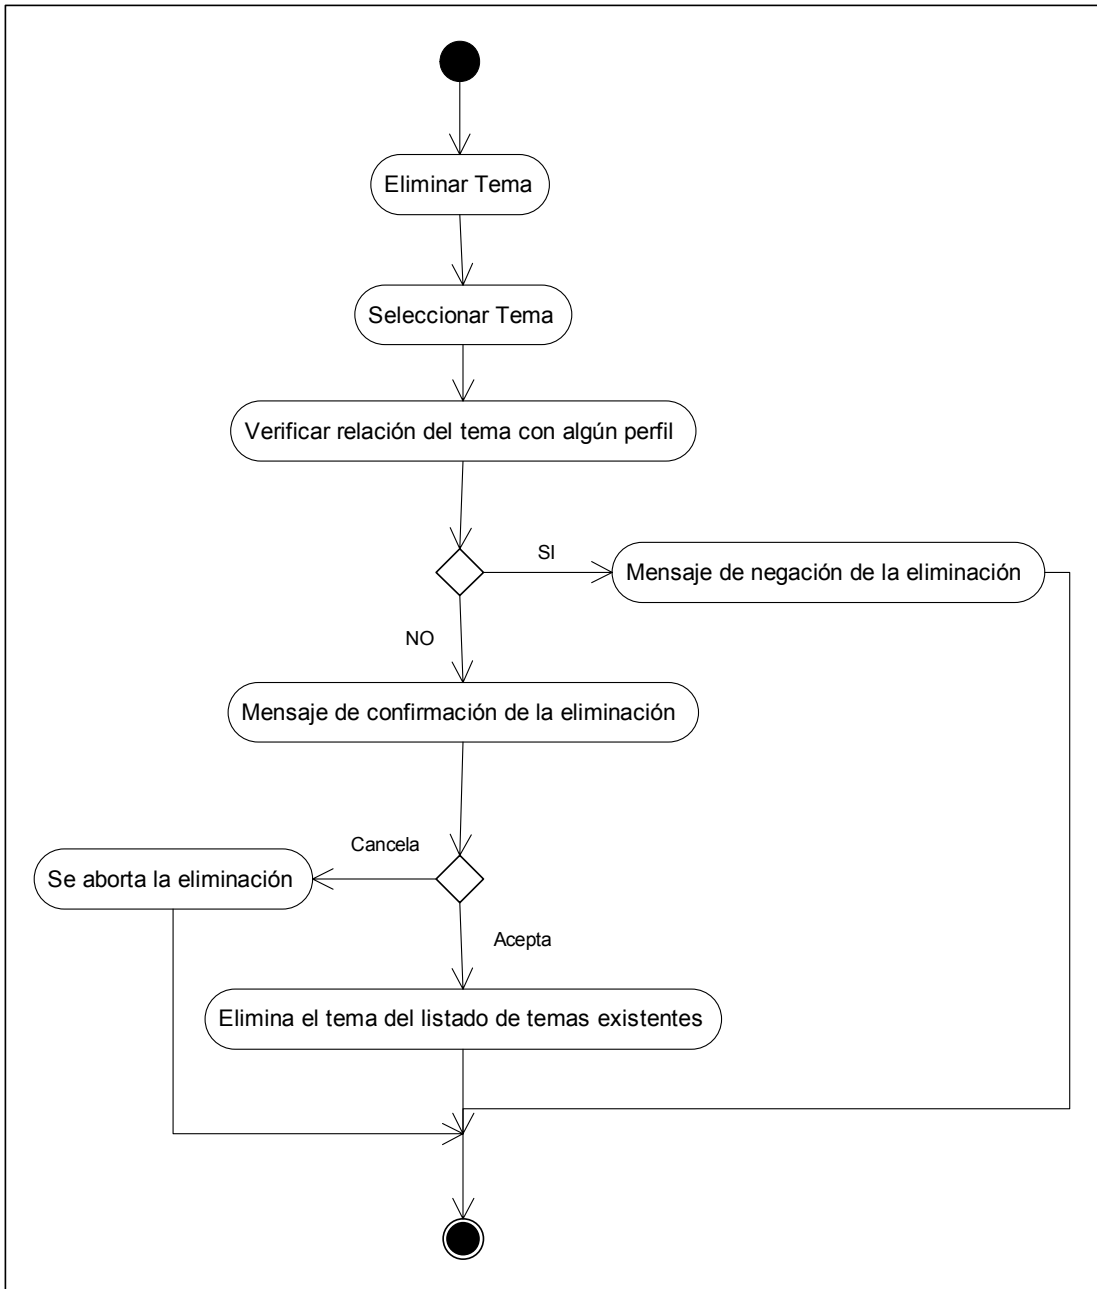 Eliminar Tema
Seleccionar Tema
Verificar relación del tema con algún perfil
SI
Mensaje de negación de la eliminación
NO
Mensaje de confirmación de la eliminación
Cancela
Se aborta la eliminación
Acepta
Elimina el tema del listado de temas existentes